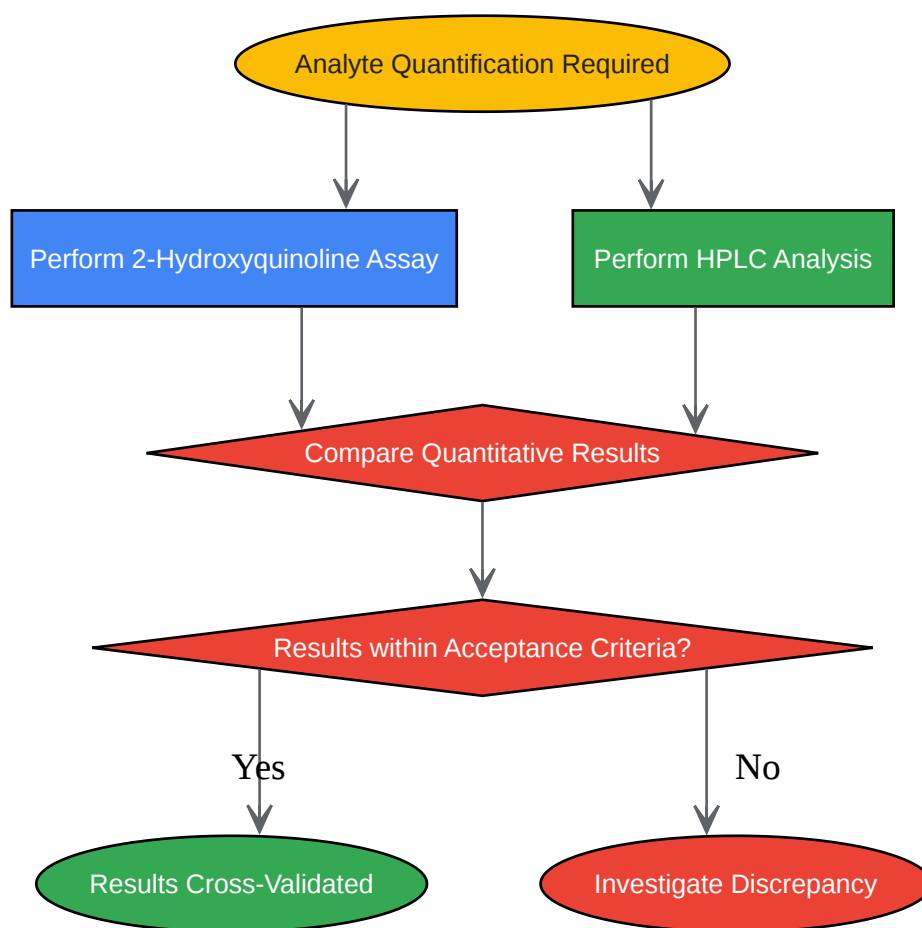 Analyte Quantification Required
Perform 2-Hydroxyquinoline Assay
Perform HPLC Analysis
Compare Quantitative Results
Results within Acceptance Criteria?
Yes
No
Results Cross-Validated
Investigate Discrepancy